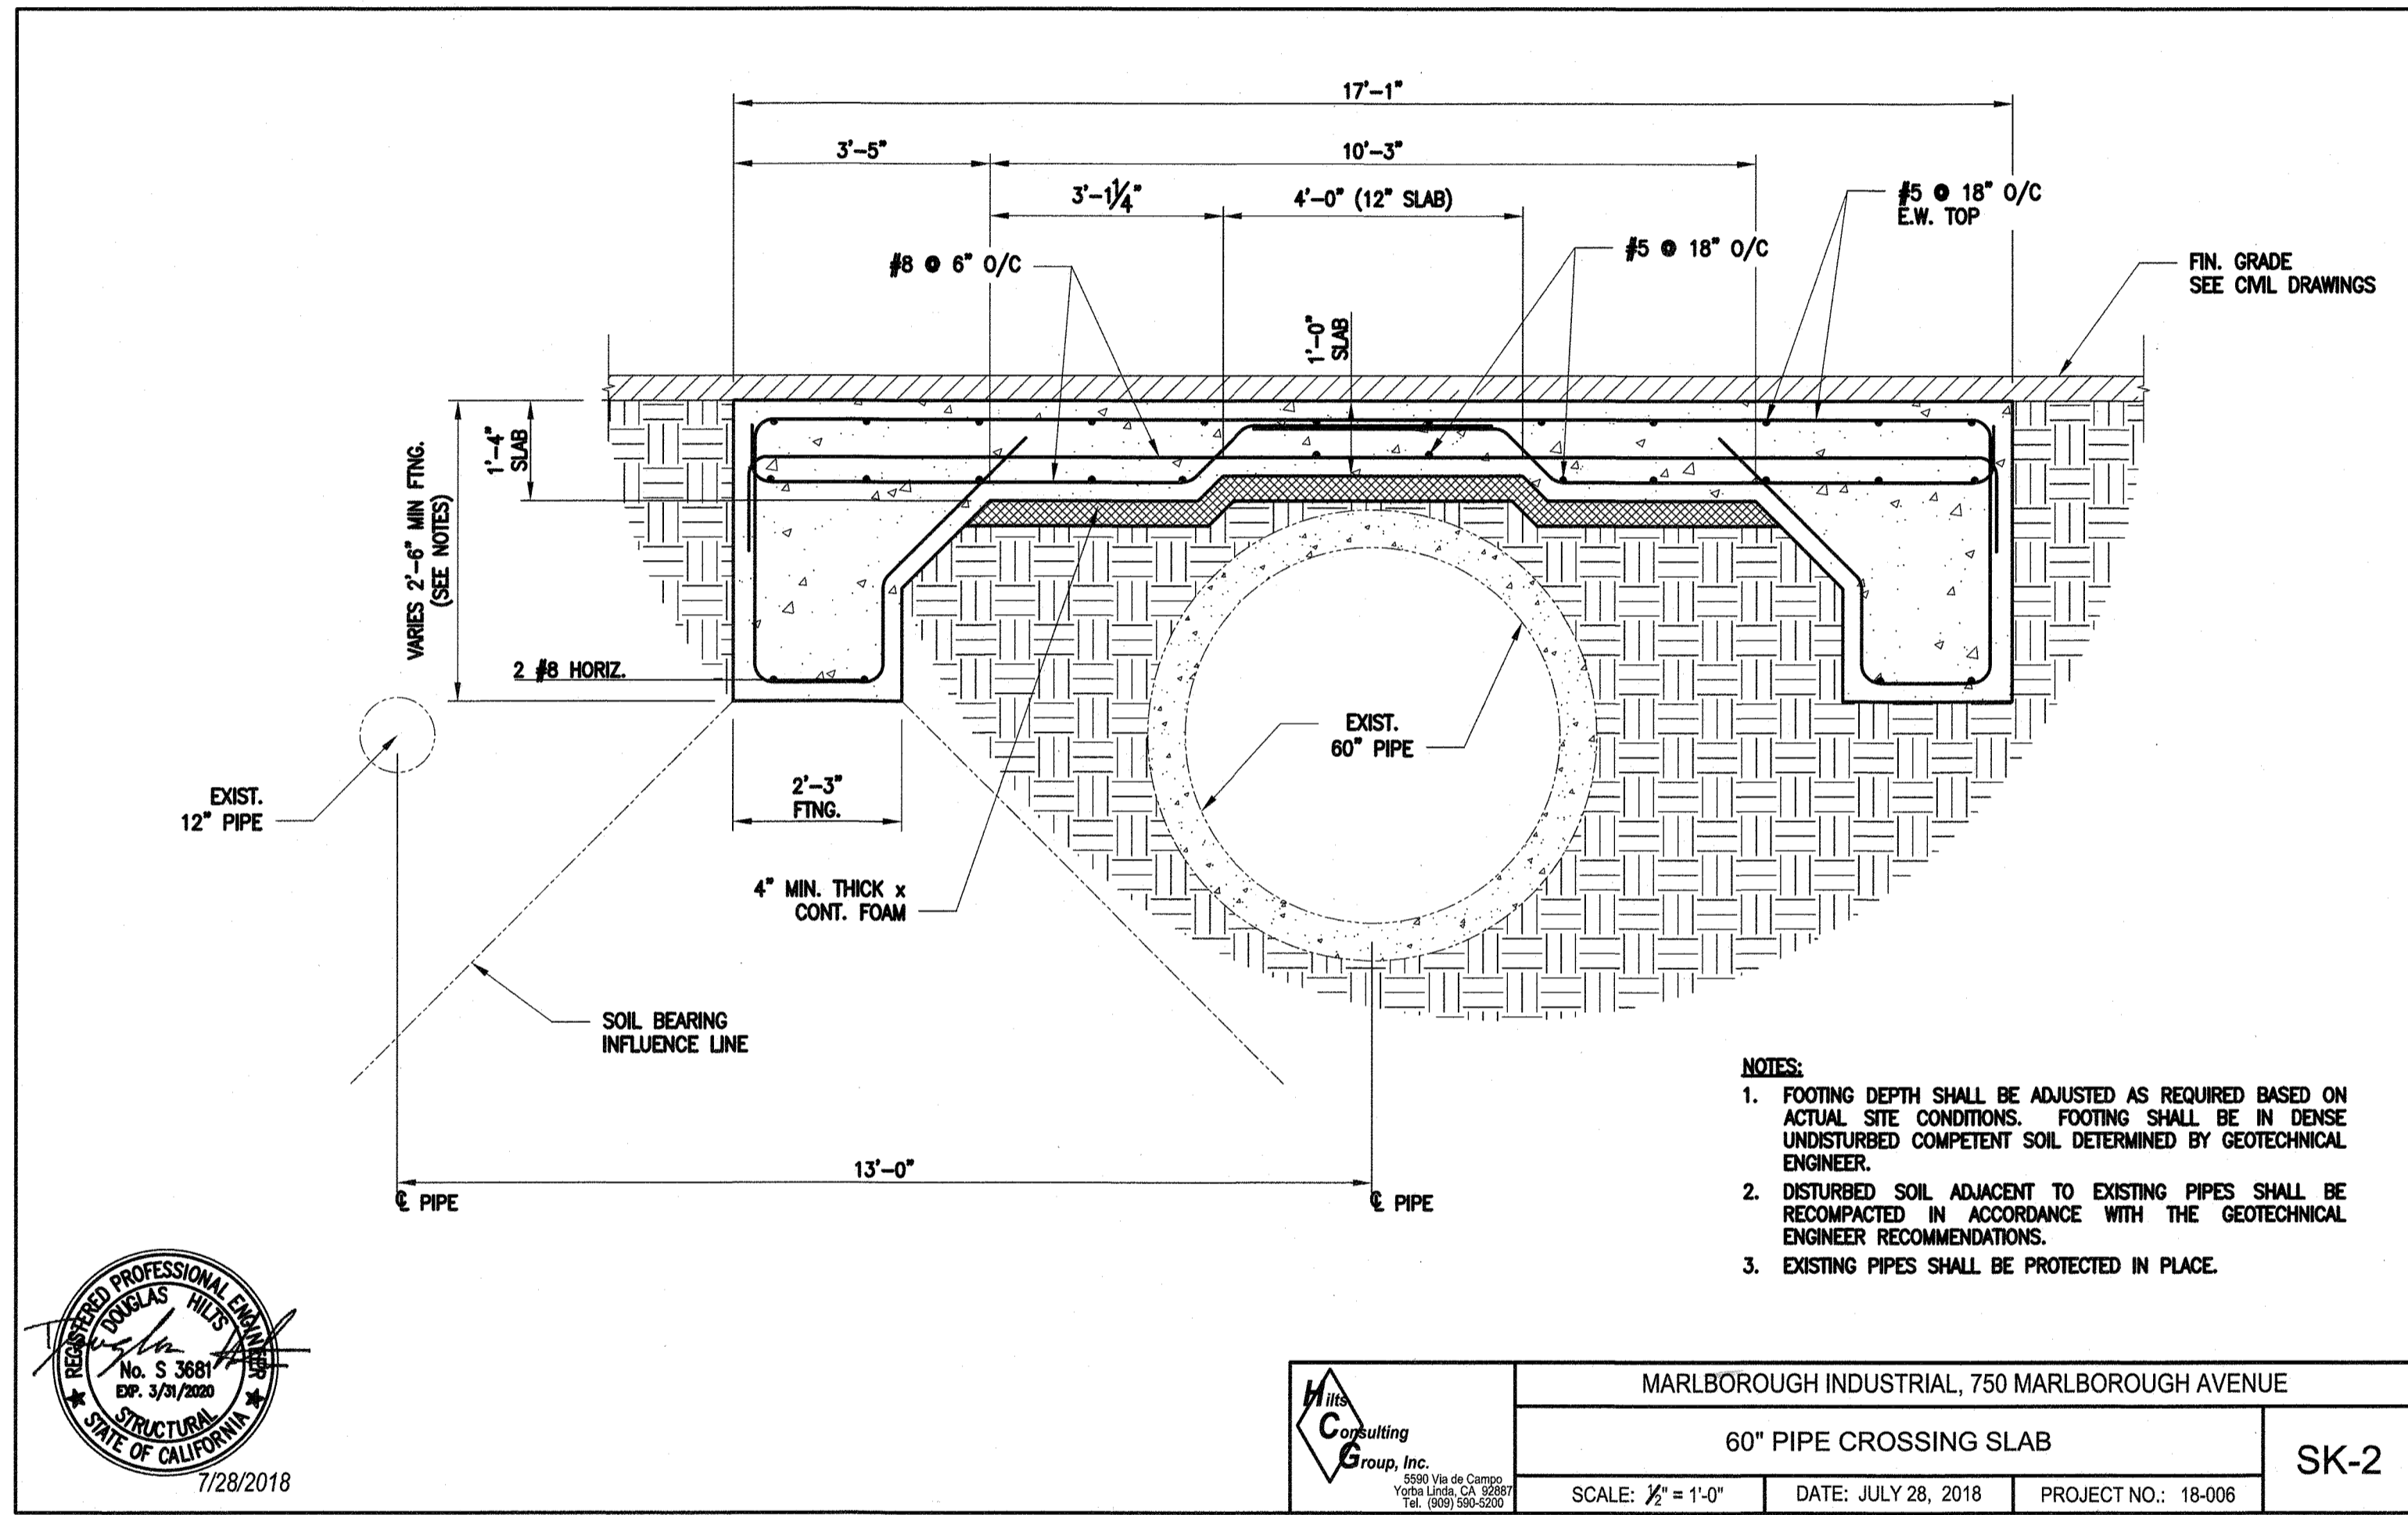 17'-1"
3'-5"
10'-3"
3'-1¼"
4'-0" (12" SLAB)
#5 @ 18" O/C
E.W. TOP
#8 @ 6" O/C
#5 @ 18" O/C
FIN. GRADE
SEE CIVIL DRAWINGS
1'-0"
SLAB
1'-4"
SLAB
VARIES 2'-6" MIN FTNG.
(SEE NOTES)
2 #8 HORIZ.
EXIST.
12" PIPE
2'-3"
FTNG.
EXIST.
60" PIPE
4" MIN. THICK x
CONT. FOAM
SOIL BEARING
INFLUENCE LINE
13'-0"
℄ PIPE
℄ PIPE
NOTES:
1. FOOTING DEPTH SHALL BE ADJUSTED AS REQUIRED BASED ON
ACTUAL SITE CONDITIONS. FOOTING SHALL BE IN DENSE
UNDISTURBED COMPETENT SOIL DETERMINED BY GEOTECHNICAL
ENGINEER.
2. DISTURBED SOIL ADJACENT TO EXISTING PIPES SHALL BE
RECOMPACTED IN ACCORDANCE WITH THE GEOTECHNICAL
ENGINEER RECOMMENDATIONS.
3. EXISTING PIPES SHALL BE PROTECTED IN PLACE.
REGISTERED PROFESSIONAL ENGINEER
DOUGLAS HILTS
No. S 3681
EXP. 3/31/2020
STRUCTURAL
STATE OF CALIFORNIA
7/28/2018
Hilts
Consulting
Group, Inc.
5590 Via de Campo
Yorba Linda, CA 92887
Tel. (909) 590-5200
MARLBOROUGH INDUSTRIAL, 750 MARLBOROUGH AVENUE
60" PIPE CROSSING SLAB
SK-2
SCALE: ½" = 1'-0"
DATE: JULY 28, 2018
PROJECT NO.: 18-006